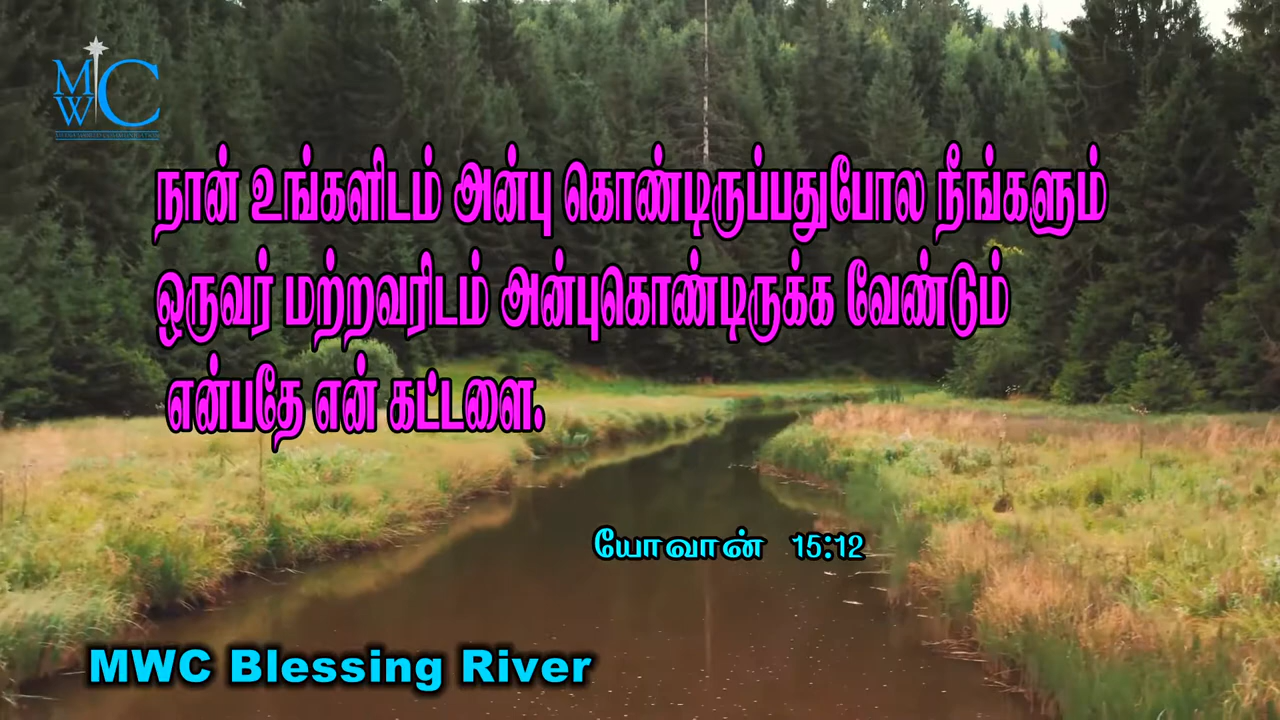 MWC
நான் உங்களிடம் அன்பு கொண்டிருப்பதுபோல நீங்களும்
ஒருவர் மற்றவரிடம் அன்புகொண்டிருக்க வேண்டும்
என்பதே என் கட்டளை.
யோவான் 15:12
MWC Blessing River